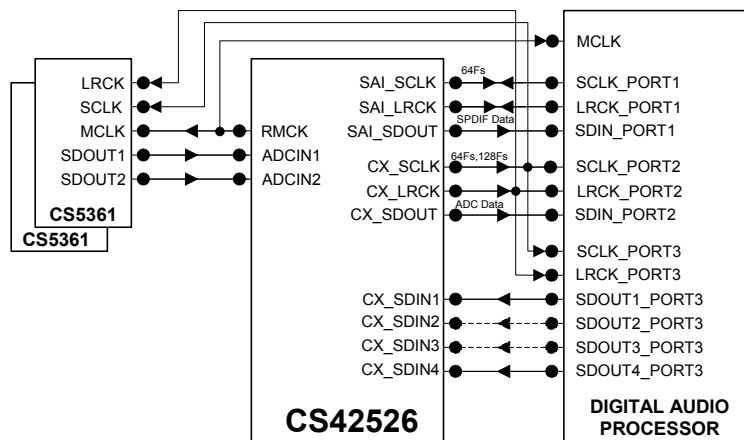 LRCK
SCLK
MCLK
SDOUT1
SDOUT2
CS5361
CS5361
RMCK
ADCIN1
ADCIN2
SAI_SCLK
SAI_LRCK
SAI_SDOUT
CX_SCLK
CX_LRCK
CX_SDOUT
CX_SDIN1
CX_SDIN2
CX_SDIN3
CX_SDIN4
CS42526
64Fs
SPDIF Data
64Fs,128Fs
ADC Data
MCLK
SCLK_PORT1
LRCK_PORT1
SDIN_PORT1
SCLK_PORT2
LRCK_PORT2
SDIN_PORT2
SCLK_PORT3
LRCK_PORT3
SDOUT1_PORT3
SDOUT2_PORT3
SDOUT3_PORT3
SDOUT4_PORT3
DIGITAL AUDIO
PROCESSOR